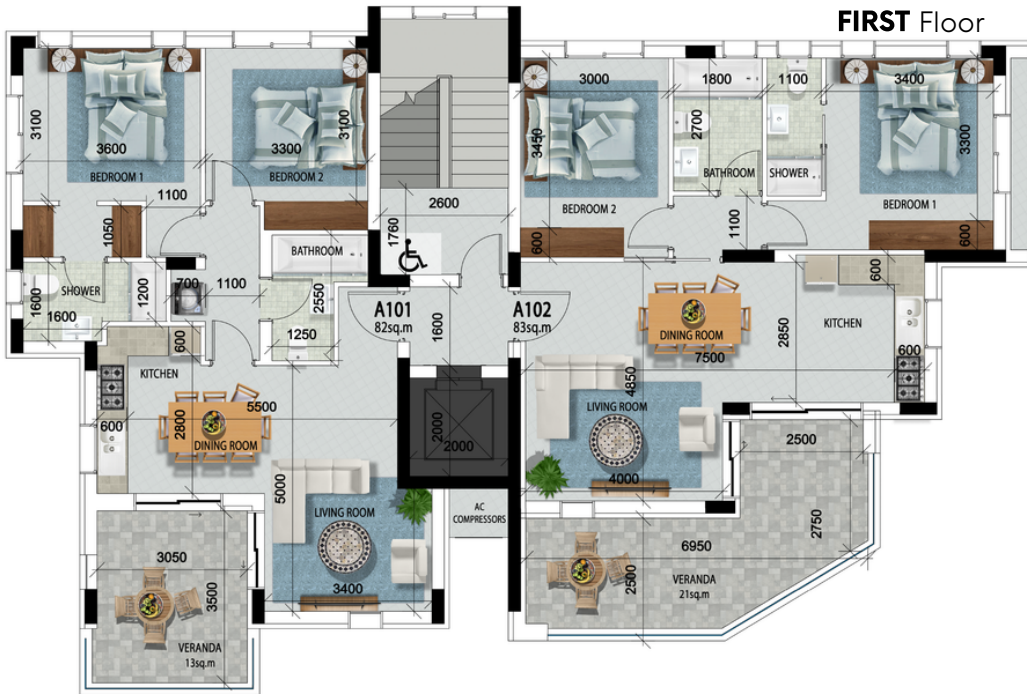 FIRST Floor
3100
3600
BEDROOM 1
3300
3100
BEDROOM 2
1100
1050
SHOWER
1600
1600
1200
700
1100
BATHROOM
2550
1250
600
KITCHEN
600
2800
5500
DINING ROOM
5000
LIVING ROOM
3400
3050
3500
VERANDA
13sq.m
2600
1760
A101
82sq.m
1600
A102
83sq.m
2000
2000
AC
COMPRESSORS
3000
3450
BEDROOM 2
600
1800
2700
BATHROOM
1100
SHOWER
1100
3400
3300
BEDROOM 1
600
600
KITCHEN
2850
600
DINING ROOM
7500
4850
LIVING ROOM
4000
2500
2750
6950
2500
VERANDA
21sq.m